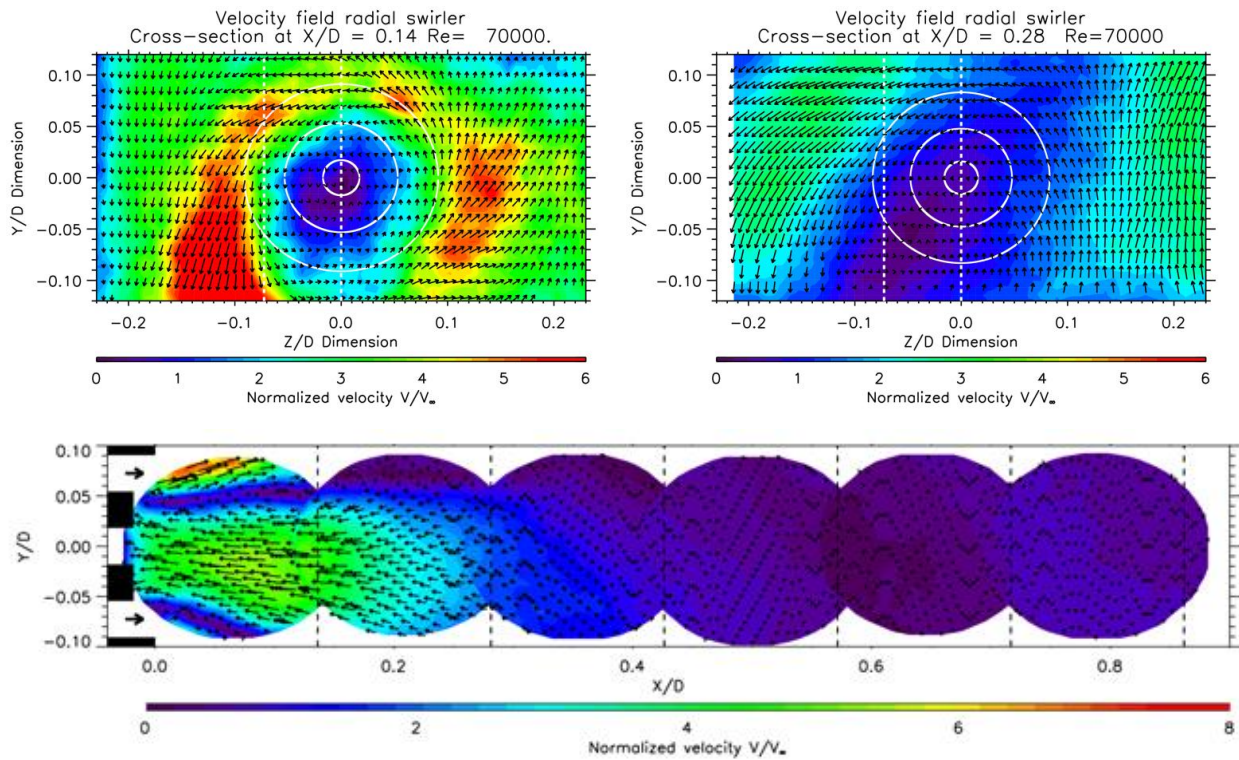 Velocity field radial swirler
Cross-section at X/D = 0.14 Re= 70000.
0.10
0.05
0.00
−0.05
−0.10
Y/D Dimension
−0.2 −0.1 0.0 0.1 0.2
Z/D Dimension
0 1 2 3 4 5 6
Normalized velocity V/V∞
Velocity field radial swirler
Cross-section at X/D = 0.28 Re=70000
0.10
0.05
0.00
−0.05
−0.10
Y/D Dimension
−0.2 −0.1 0.0 0.1 0.2
Z/D Dimension
0 1 2 3 4 5 6
Normalized velocity V/V∞
0.10
0.05
0.00
−0.05
−0.10
Y/D
0.0 0.2 0.4 0.6 0.8
X/D
0 2 4 6 8
Normalized velocity V/V∞